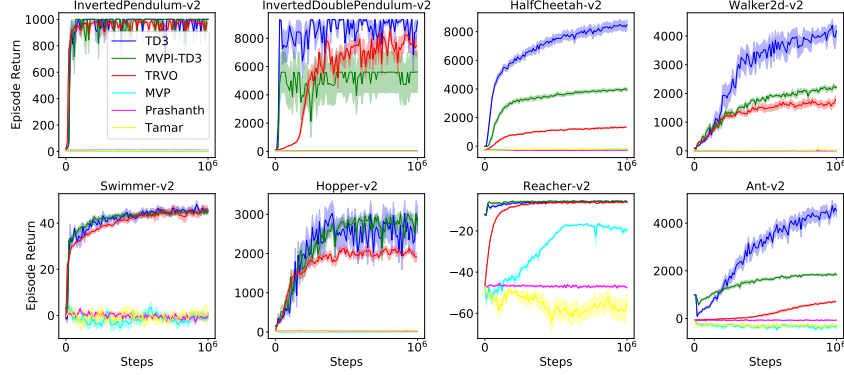 InvertedPendulum-v2
InvertedDoublePendulum-v2
HalfCheetah-v2
Walker2d-v2
Episode Return
1000
800
600
400
200
0
TD3
MVPI-TD3
TRVO
MVP
Prashanth
Tamar
0
10^6
8000
6000
4000
2000
0
0
10^6
8000
6000
4000
2000
0
0
10^6
4000
3000
2000
1000
0
0
10^6
Swimmer-v2
Hopper-v2
Reacher-v2
Ant-v2
Episode Return
40
20
0
0
10^6
Steps
3000
2000
1000
0
0
10^6
Steps
−20
−40
−60
0
10^6
Steps
4000
2000
0
0
10^6
Steps